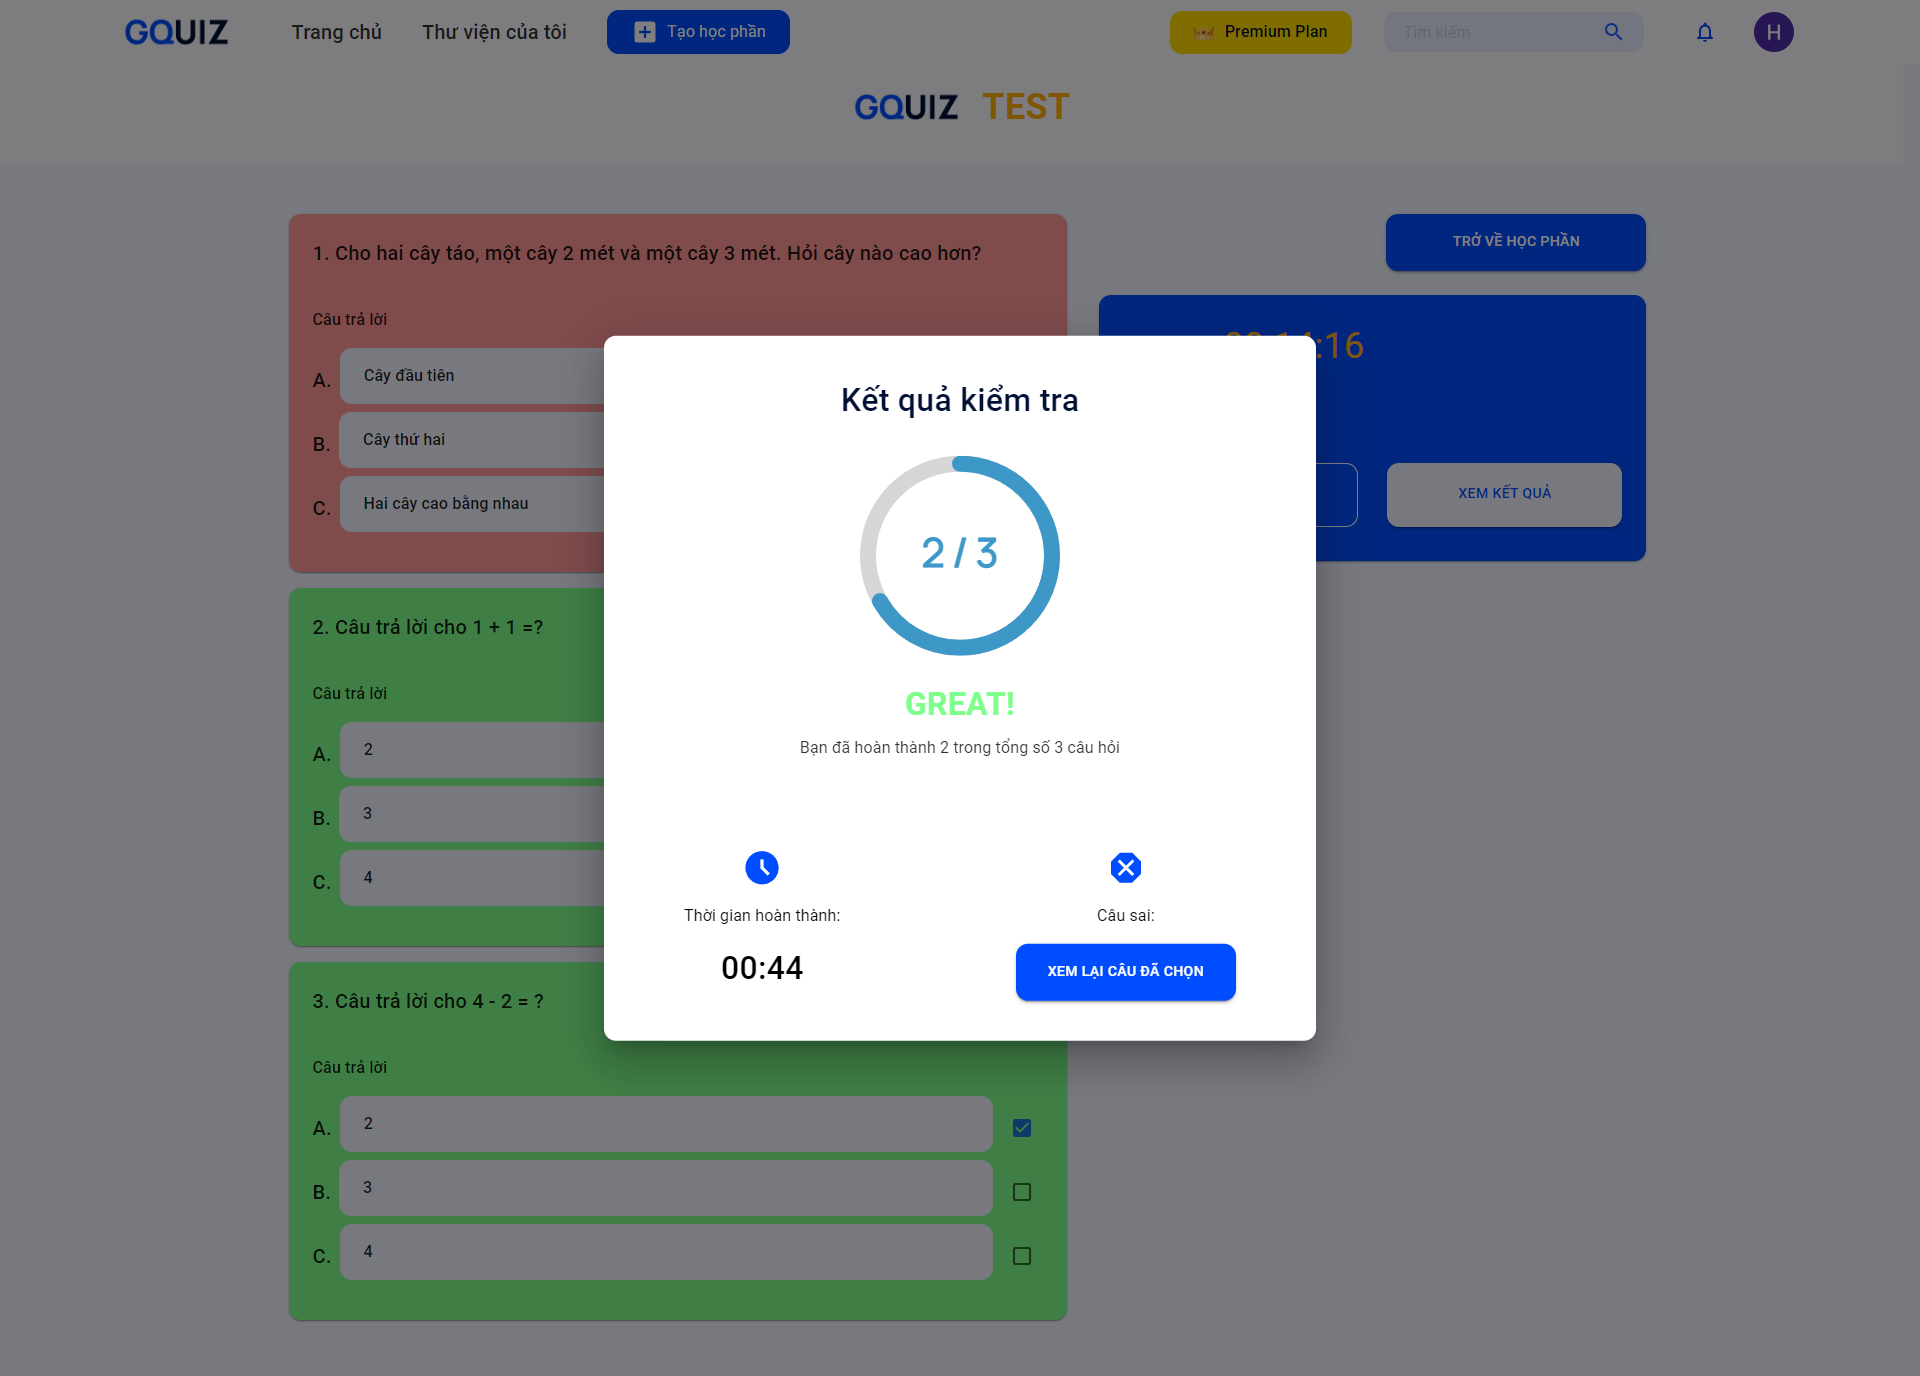 GQUIZ
Trang chủ
Thư viện của tôi
Tạo học phần
Premium Plan
Tìm kiếm
H
GQUIZ TEST
1. Cho hai cây táo, một cây 2 mét và một cây 3 mét. Hỏi cây nào cao hơn?
Câu trả lời
A. Cây đầu tiên
B. Cây thứ hai
C. Hai cây cao bằng nhau
2. Câu trả lời cho 1 + 1 =?
Câu trả lời
A. 2
B. 3
C. 4
3. Câu trả lời cho 4 - 2 = ?
Câu trả lời
A. 2
B. 3
C. 4
TRỞ VỀ HỌC PHẦN
:16
XEM KẾT QUẢ
Kết quả kiểm tra
2 / 3
GREAT!
Bạn đã hoàn thành 2 trong tổng số 3 câu hỏi
Thời gian hoàn thành:
00:44
Câu sai:
XEM LẠI CÂU ĐÃ CHỌN